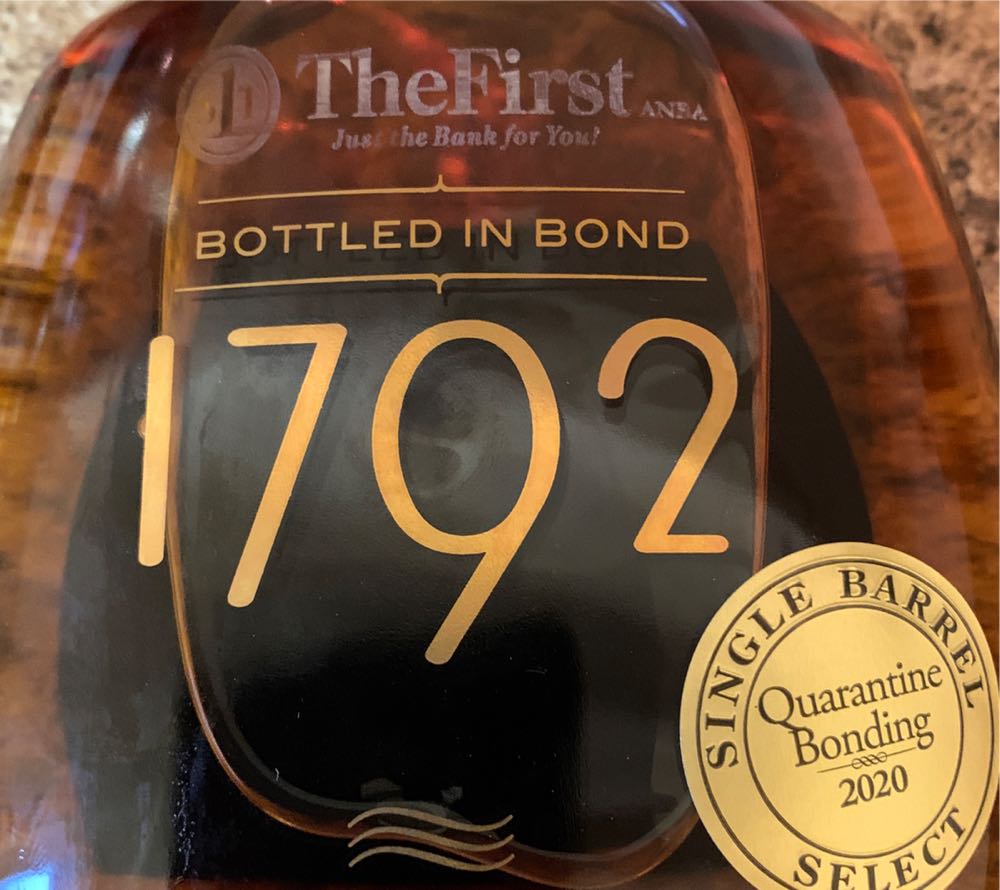 TheFirst ANBA
Just the Bank for You!
BOTTLED IN BOND
1792
SINGLE BARREL
Quarantine
Bonding
2020
SELECT